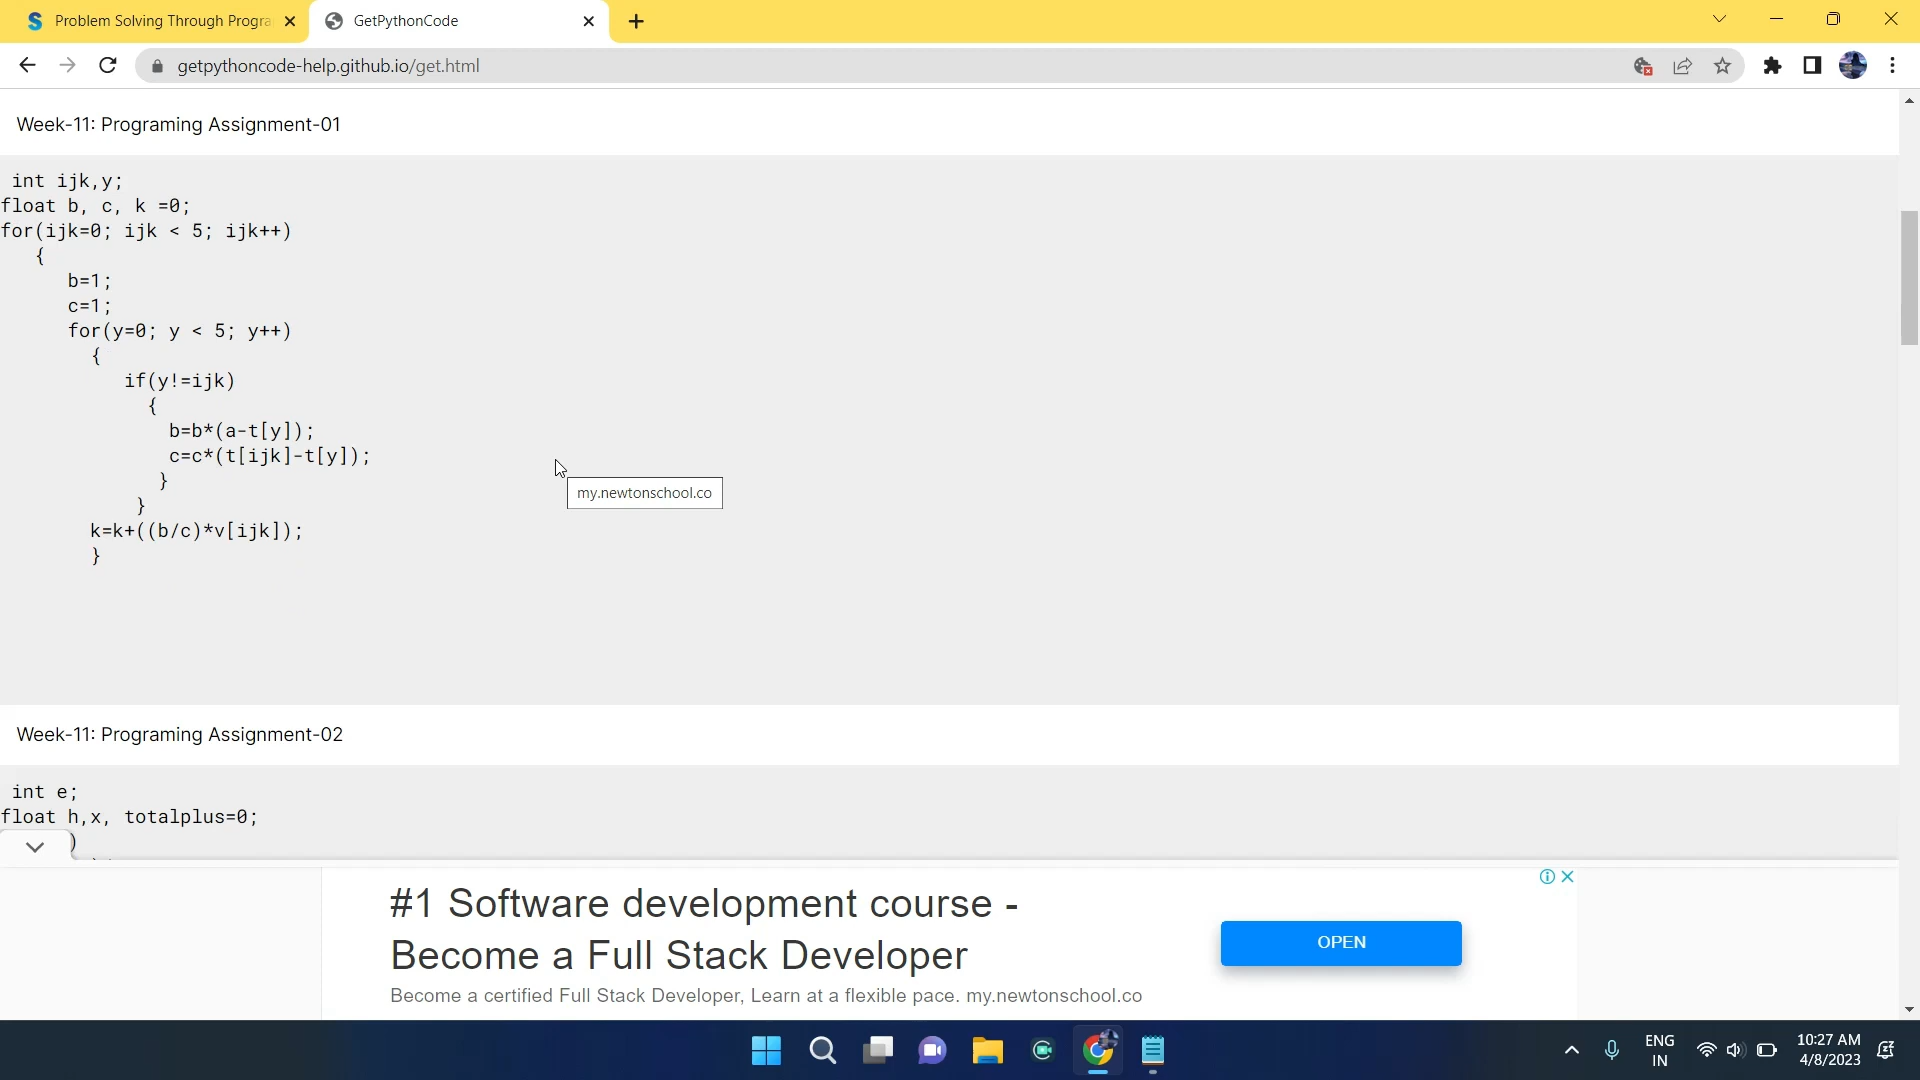 Problem Solving Through Progra
GetPythonCode
getpythoncode-help.github.io/get.html
Week-11: Programing Assignment-01
int ijk,y;
float b, c, k =0;
for(ijk=0; ijk < 5; ijk++)
{
b=1;
c=1;
for(y=0; y < 5; y++)
{
if(y!=ijk)
{
b=b*(a-t[y]);
c=c*(t[ijk]-t[y]);
}
}
k=k+((b/c)*v[ijk]);
}
my.newtonschool.co
Week-11: Programing Assignment-02
int e;
float h,x, totalplus=0;
)
#1 Software development course -
Become a Full Stack Developer
Become a certified Full Stack Developer, Learn at a flexible pace. my.newtonschool.co
OPEN
ENG
IN
10:27 AM
4/8/2023